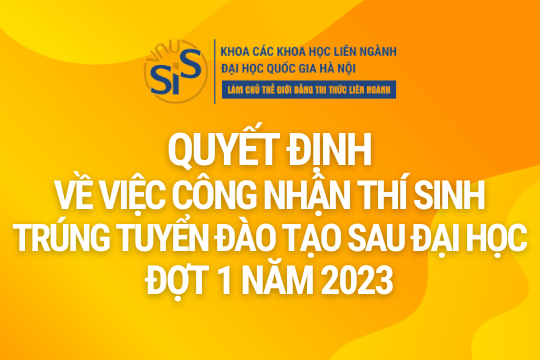 VNU
SIS
KHOA CÁC KHOA HỌC LIÊN NGÀNH
ĐẠI HỌC QUỐC GIA HÀ NỘI
LÀM CHỦ THẾ GIỚI BẰNG TRI THỨC LIÊN NGÀNH
QUYẾT ĐỊNH
VỀ VIỆC CÔNG NHẬN THÍ SINH
TRÚNG TUYỂN ĐÀO TẠO SAU ĐẠI HỌC
ĐỢT 1 NĂM 2023